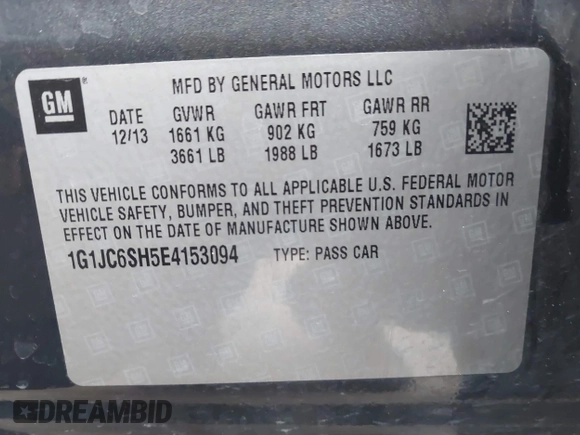 GM
MFD BY GENERAL MOTORS LLC
DATE GVWR GAWR FRT GAWR RR
12/13 1661 KG 902 KG 759 KG
3661 LB 1988 LB 1673 LB
THIS VEHICLE CONFORMS TO ALL APPLICABLE U.S. FEDERAL MOTOR
VEHICLE SAFETY, BUMPER, AND THEFT PREVENTION STANDARDS IN
EFFECT ON THE DATE OF MANUFACTURE SHOWN ABOVE.
1G1JC6SH5E4153094 TYPE: PASS CAR
DREAMBID